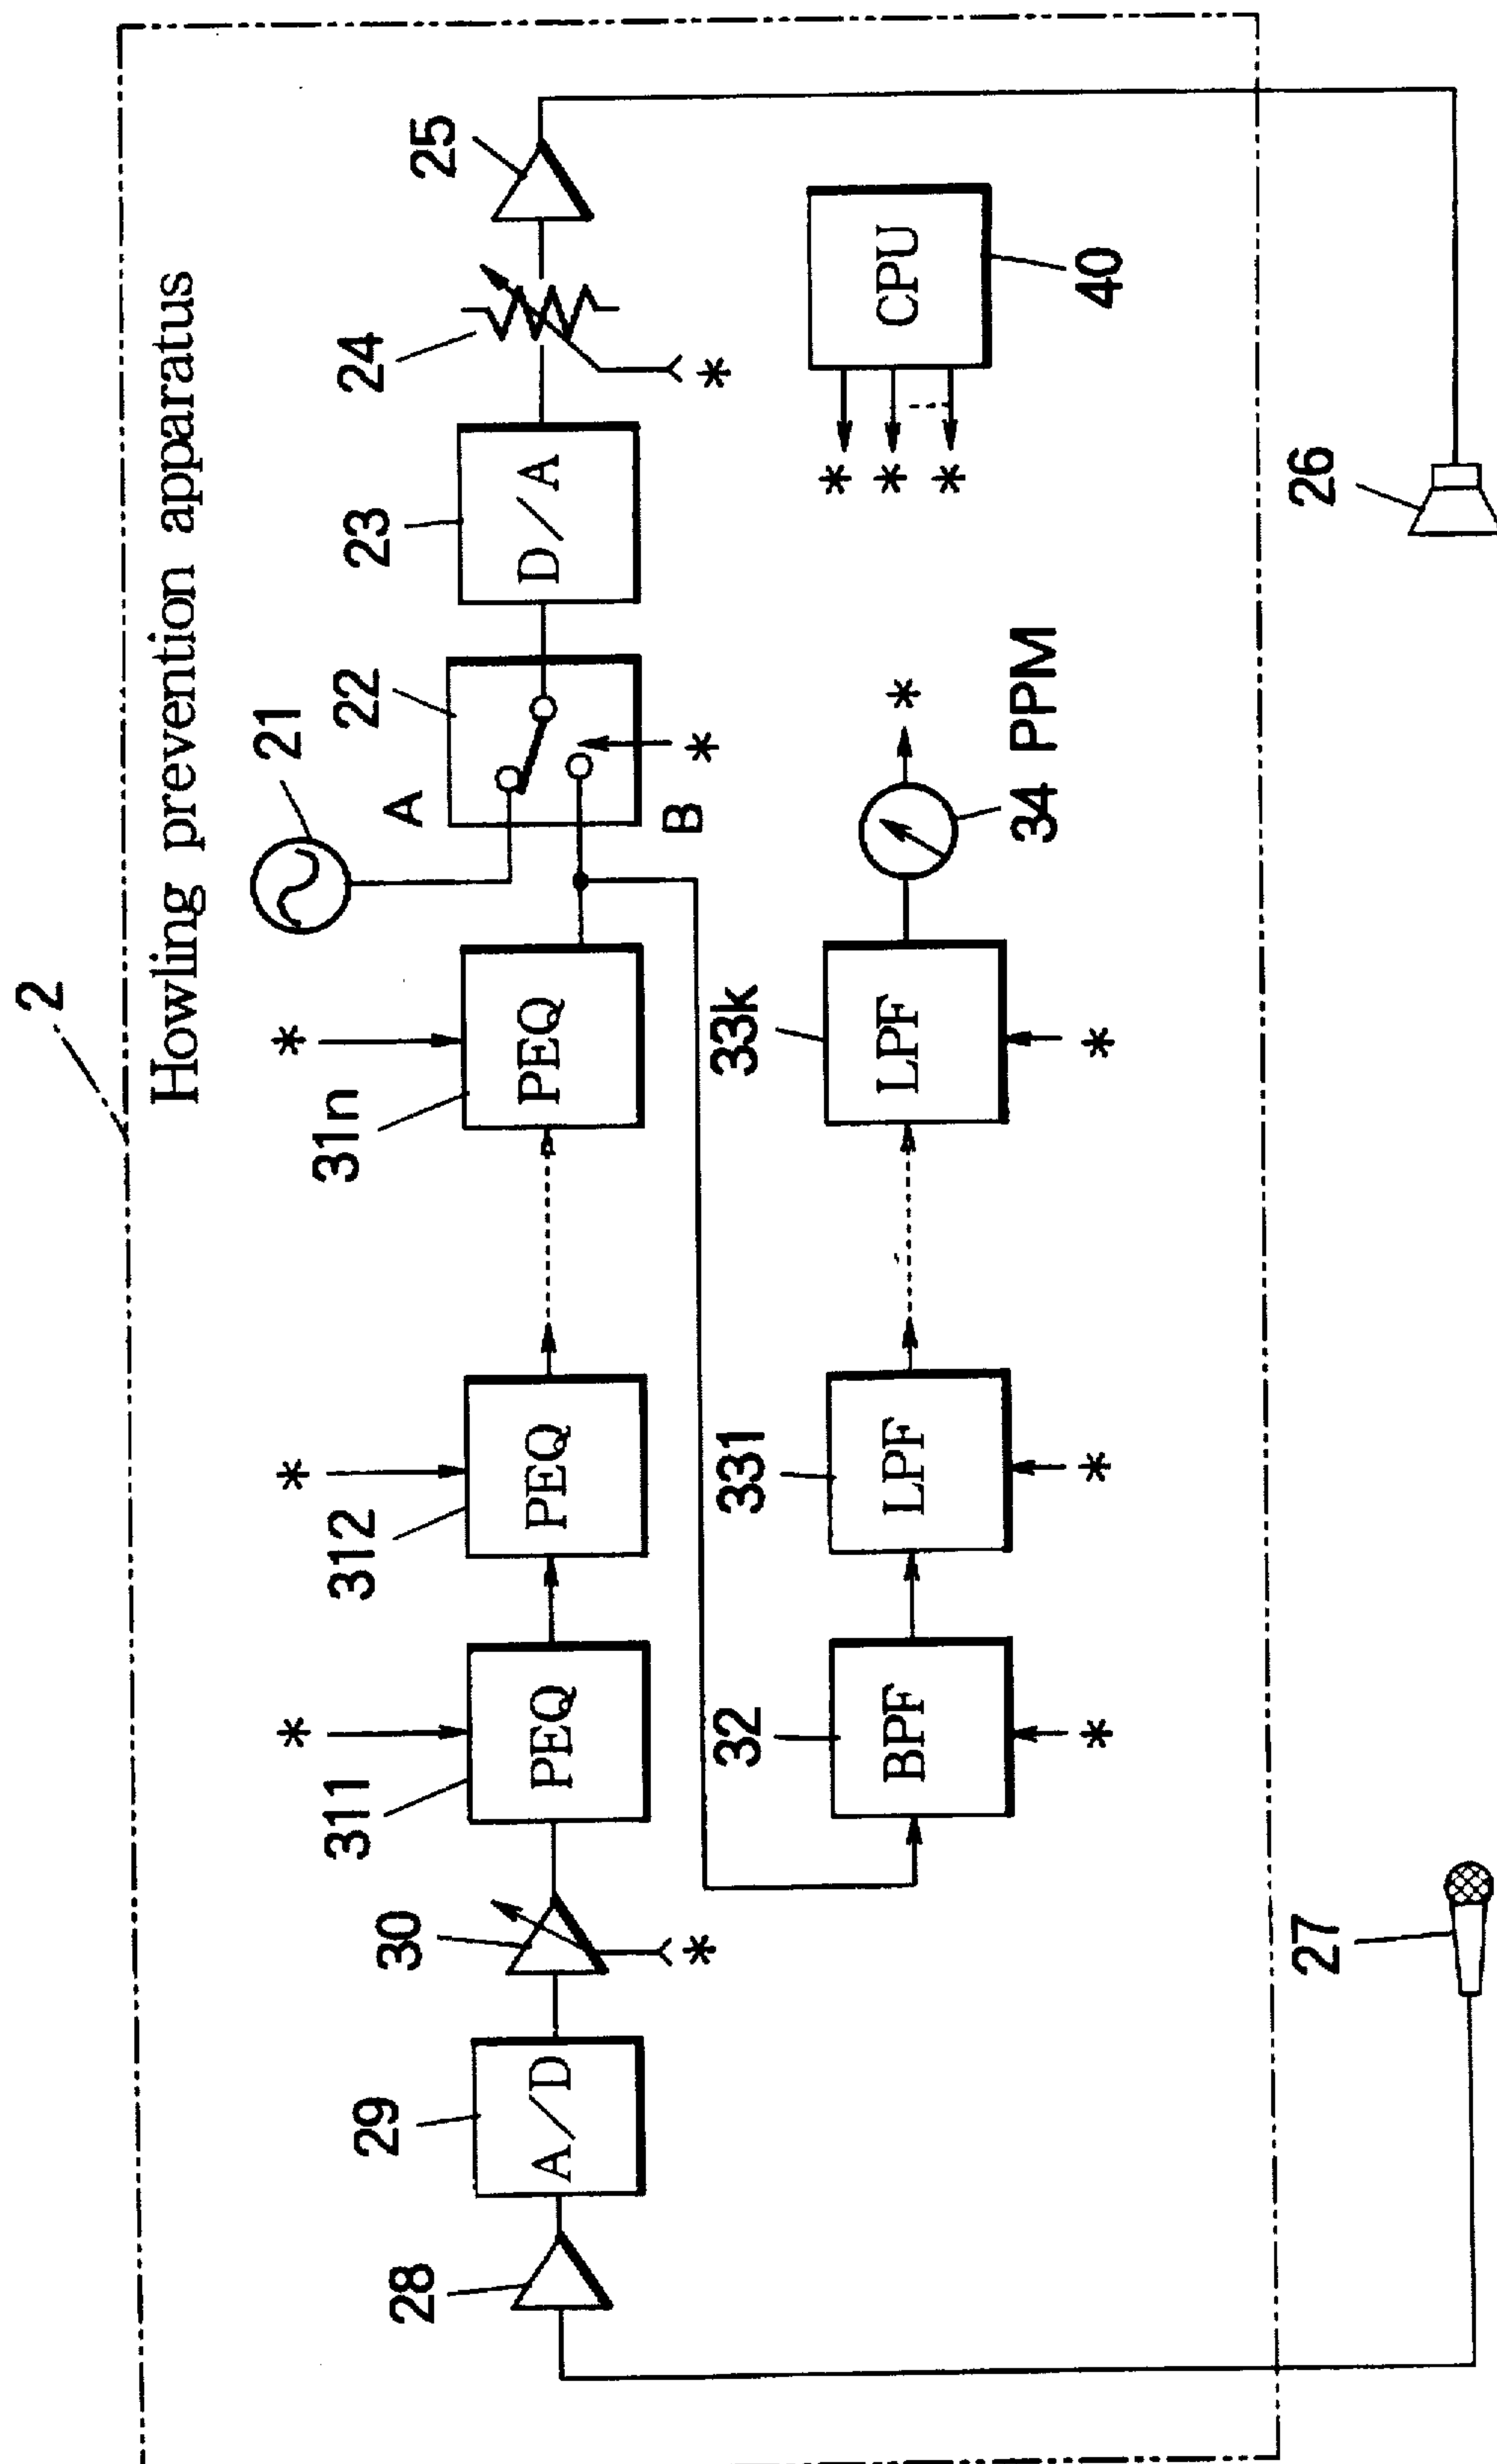 2
Howling prevention apparatus
21
28
29
30
311
312
31n
22
23
24
25
A/D
PEQ
PEQ
PEQ
A
B
D/A
*
*
*
*
*
*
32
331
33k
BPF
LPF
LPF
34 PPM
*
*
*
*
CPU
*
*
*
40
27
26